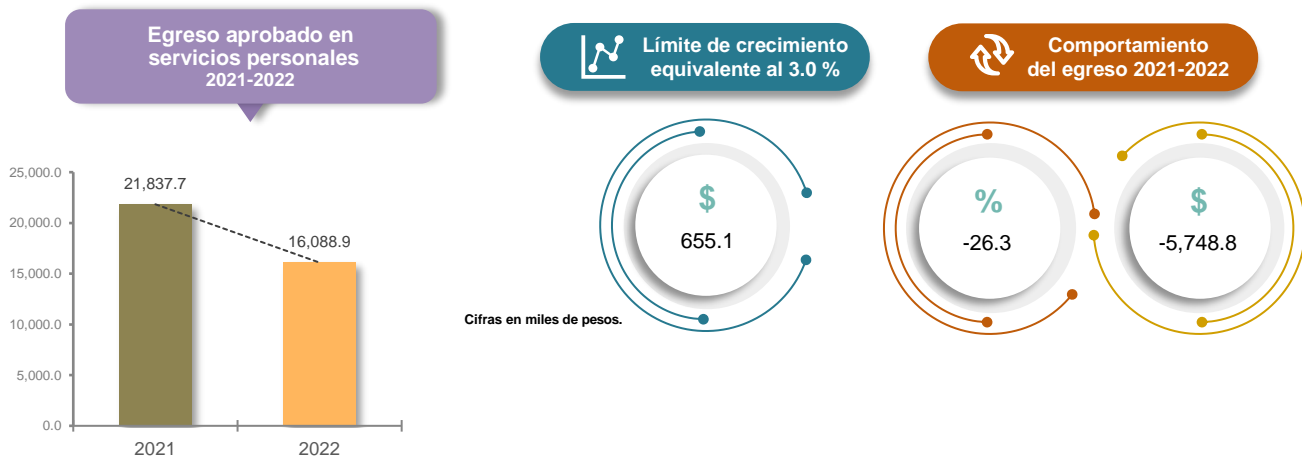 Egreso aprobado en
servicios personales
2021-2022
Límite de crecimiento
equivalente al 3.0 %
Comportamiento
del egreso 2021-2022
25,000.0
20,000.0
15,000.0
10,000.0
5,000.0
0.0
21,837.7
16,088.9
2021
2022
$
655.1
%
-26.3
$
-5,748.8
Cifras en miles de pesos.